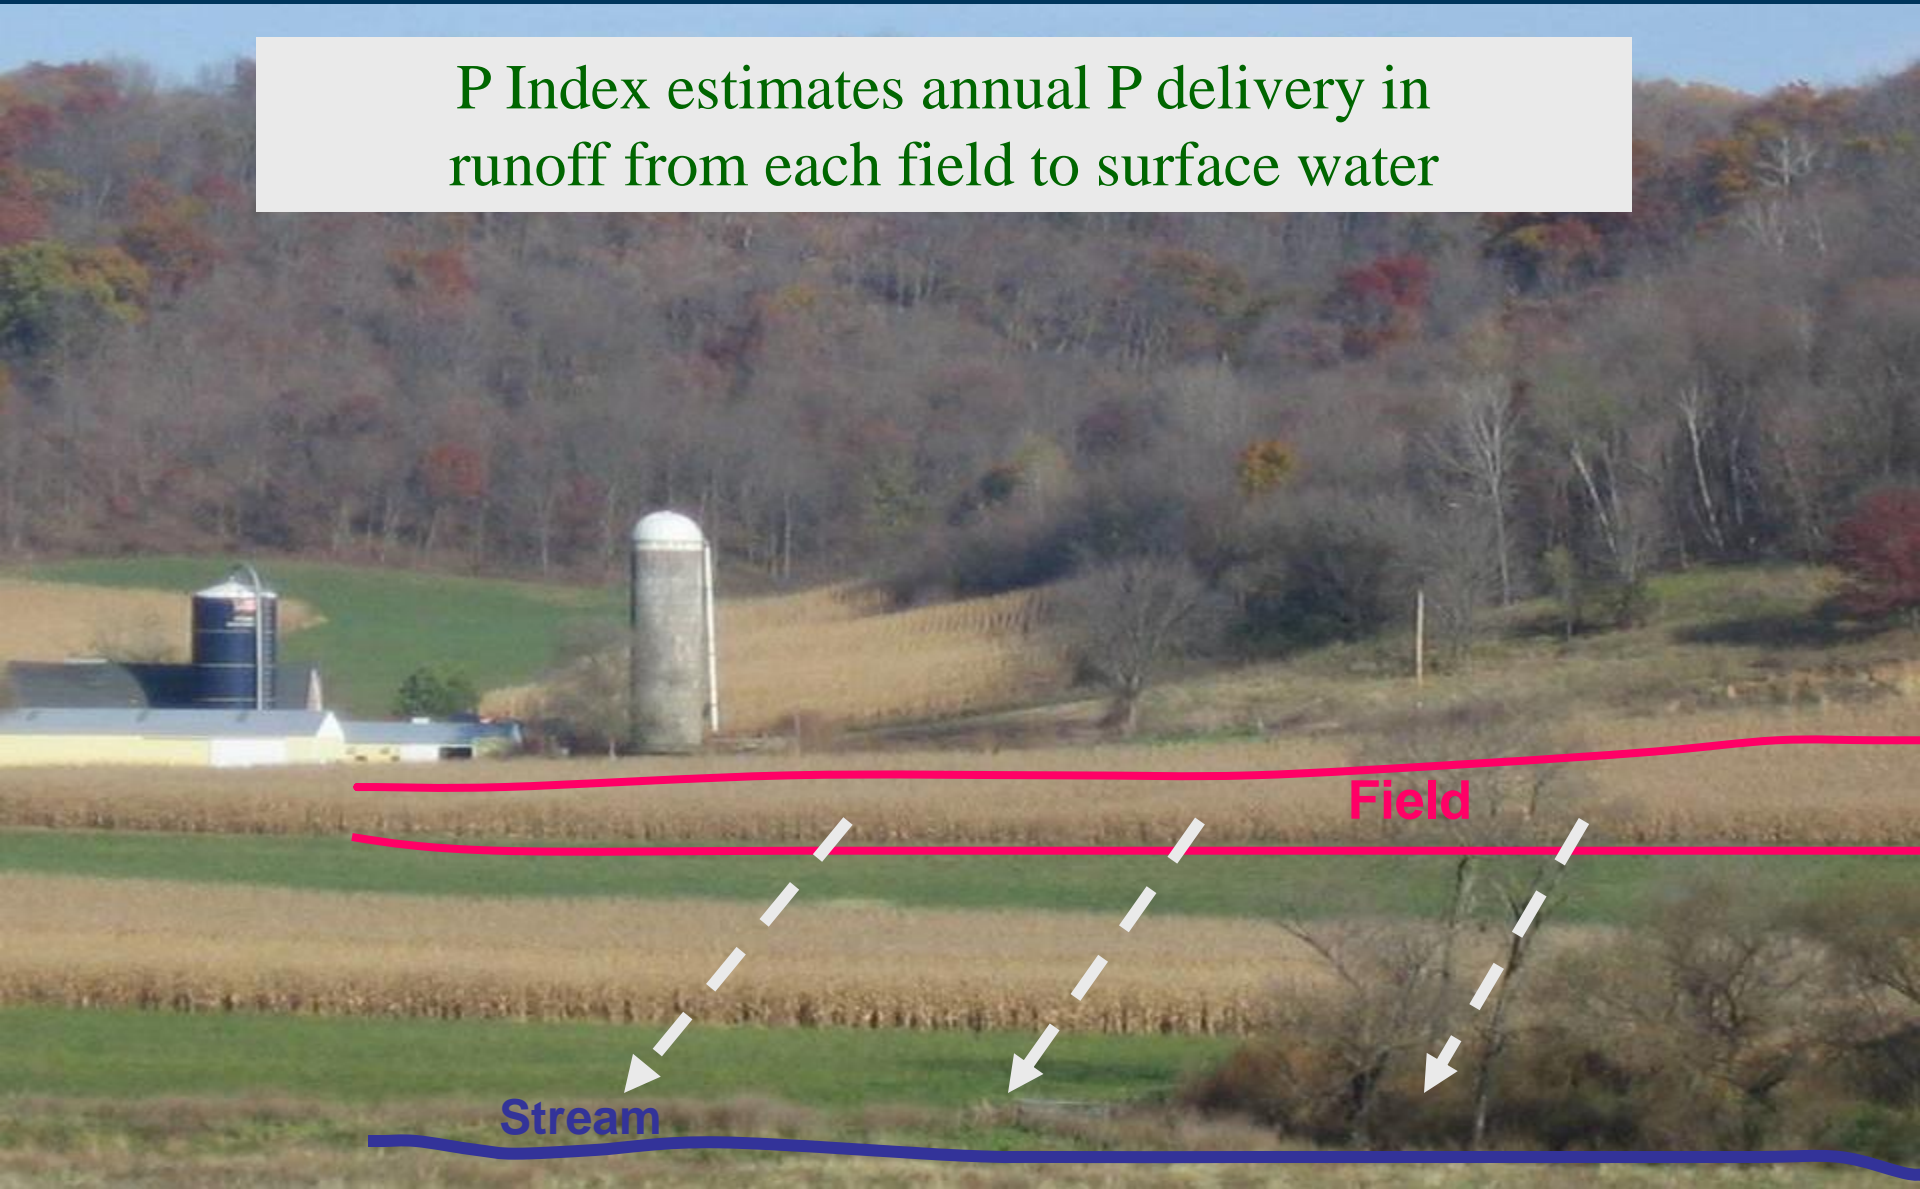 P Index estimates annual P delivery in
runoff from each field to surface water
Field
Stream